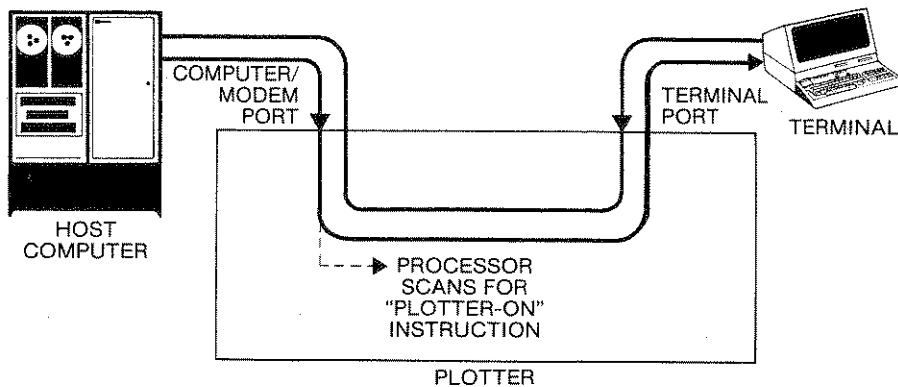 COMPUTER/
MODEM
PORT
TERMINAL
PORT
TERMINAL
HOST
COMPUTER
PROCESSOR
SCANS FOR
"PLOTTER-ON"
INSTRUCTION
PLOTTER